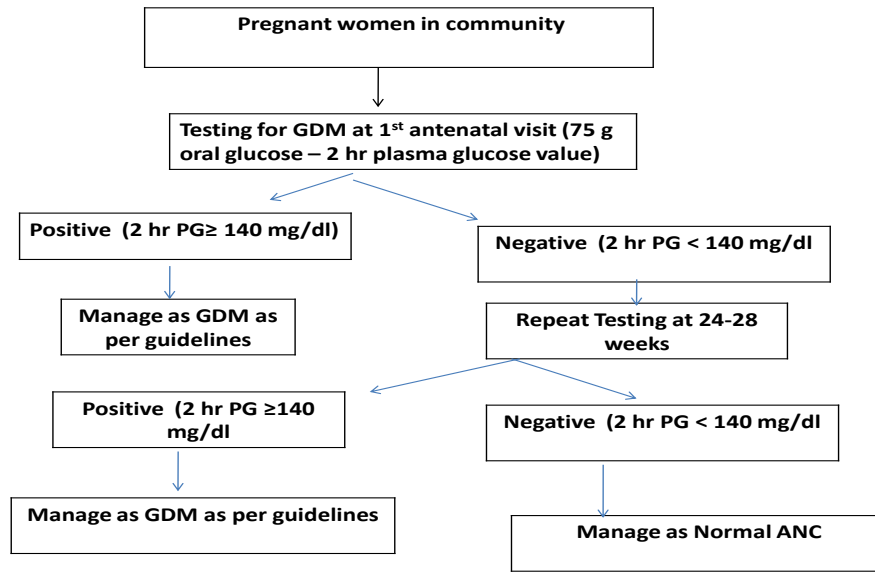 Pregnant women in community
Testing for GDM at 1st antenatal visit (75 g
oral glucose – 2 hr plasma glucose value)
Positive (2 hr PG≥ 140 mg/dl)
Negative (2 hr PG < 140 mg/dl
Manage as GDM as
per guidelines
Repeat Testing at 24-28
weeks
Positive (2 hr PG ≥140
mg/dl
Negative (2 hr PG < 140 mg/dl
Manage as GDM as per guidelines
Manage as Normal ANC